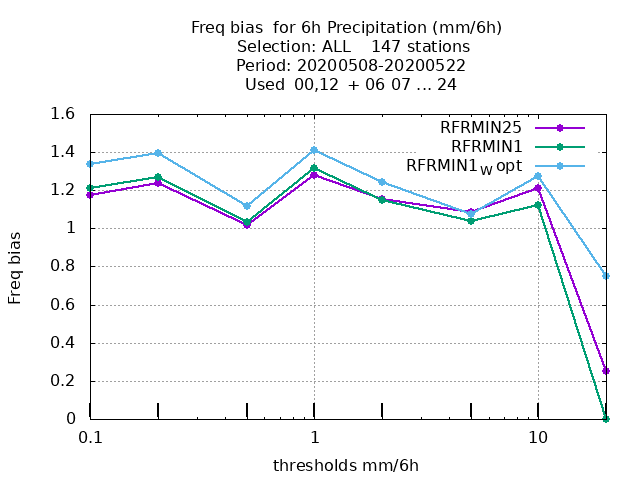 Freq bias  for 6h Precipitation (mm/6h)
Selection: ALL    147 stations
Period: 20200508-20200522
Used  00,12  + 06 07 ... 24
RFRMIN25
RFRMIN1
RFRMIN1W opt
1.6
1.4
1.2
1
0.8
0.6
0.4
0.2
0
Freq bias
0.1 1 10
thresholds mm/6h